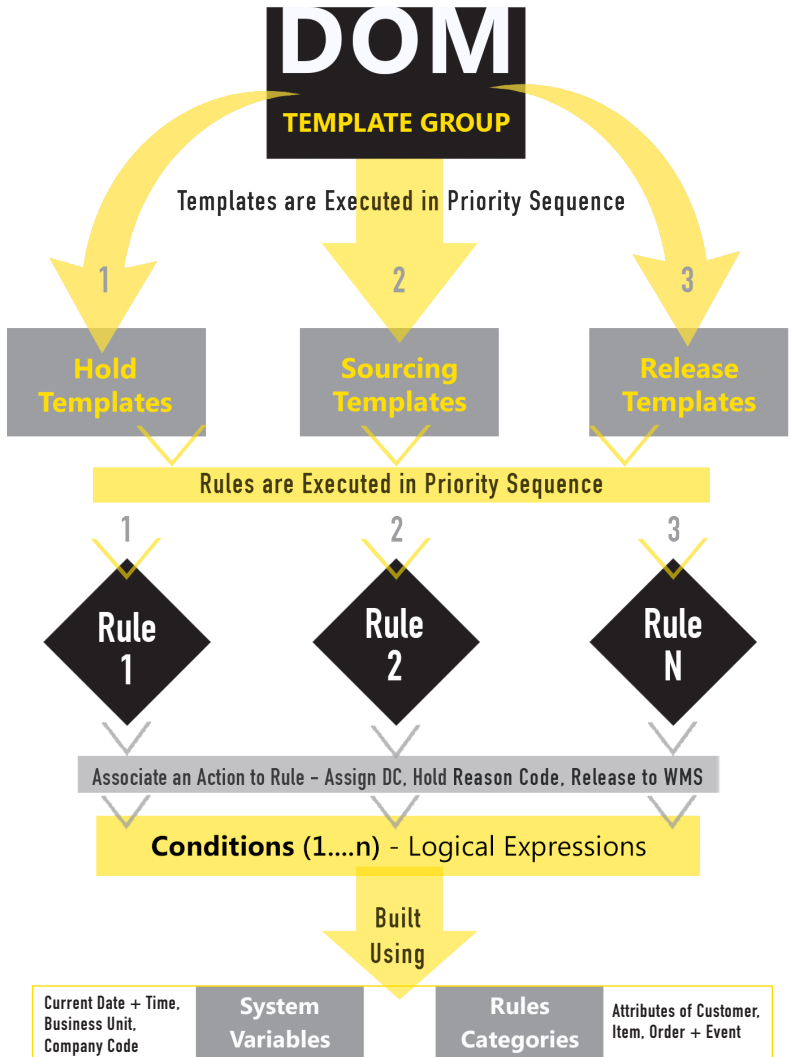 DOM
TEMPLATE GROUP
Templates are Executed in Priority Sequence
1
2
3
Hold
Templates
Sourcing
Templates
Release
Templates
Rules are Executed in Priority Sequence
1
2
3
Rule
1
Rule
2
Rule
N
Associate an Action to Rule - Assign DC, Hold Reason Code, Release to WMS
Conditions (1....n) - Logical Expressions
Built
Using
Current Date + Time,
Business Unit,
Company Code
System
Variables
Rules
Categories
Attributes of Customer,
Item, Order + Event